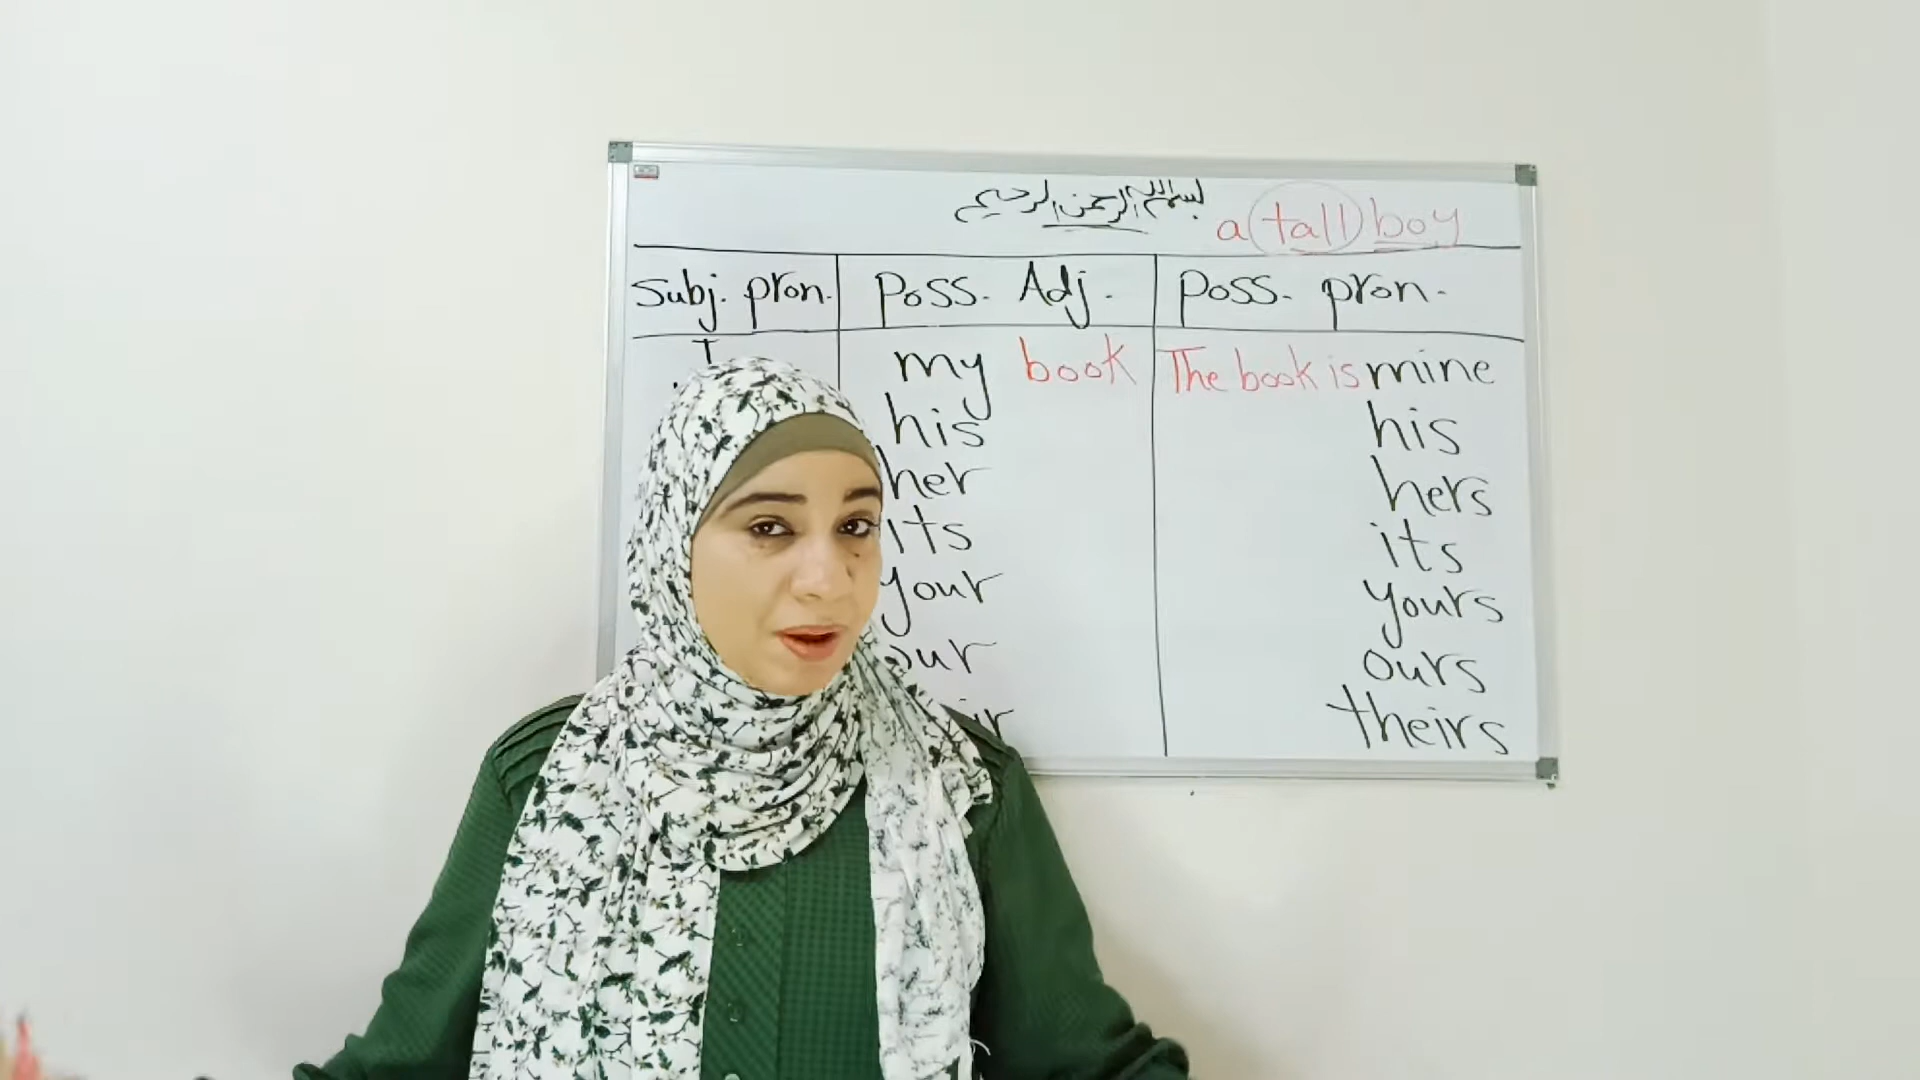 بسم الله الرحمن الرحيم
a tall boy
Subj. pron. Poss. Adj. Poss. pron.
I my book The book is mine
his his
her hers
its its
your yours
our ours
theirs